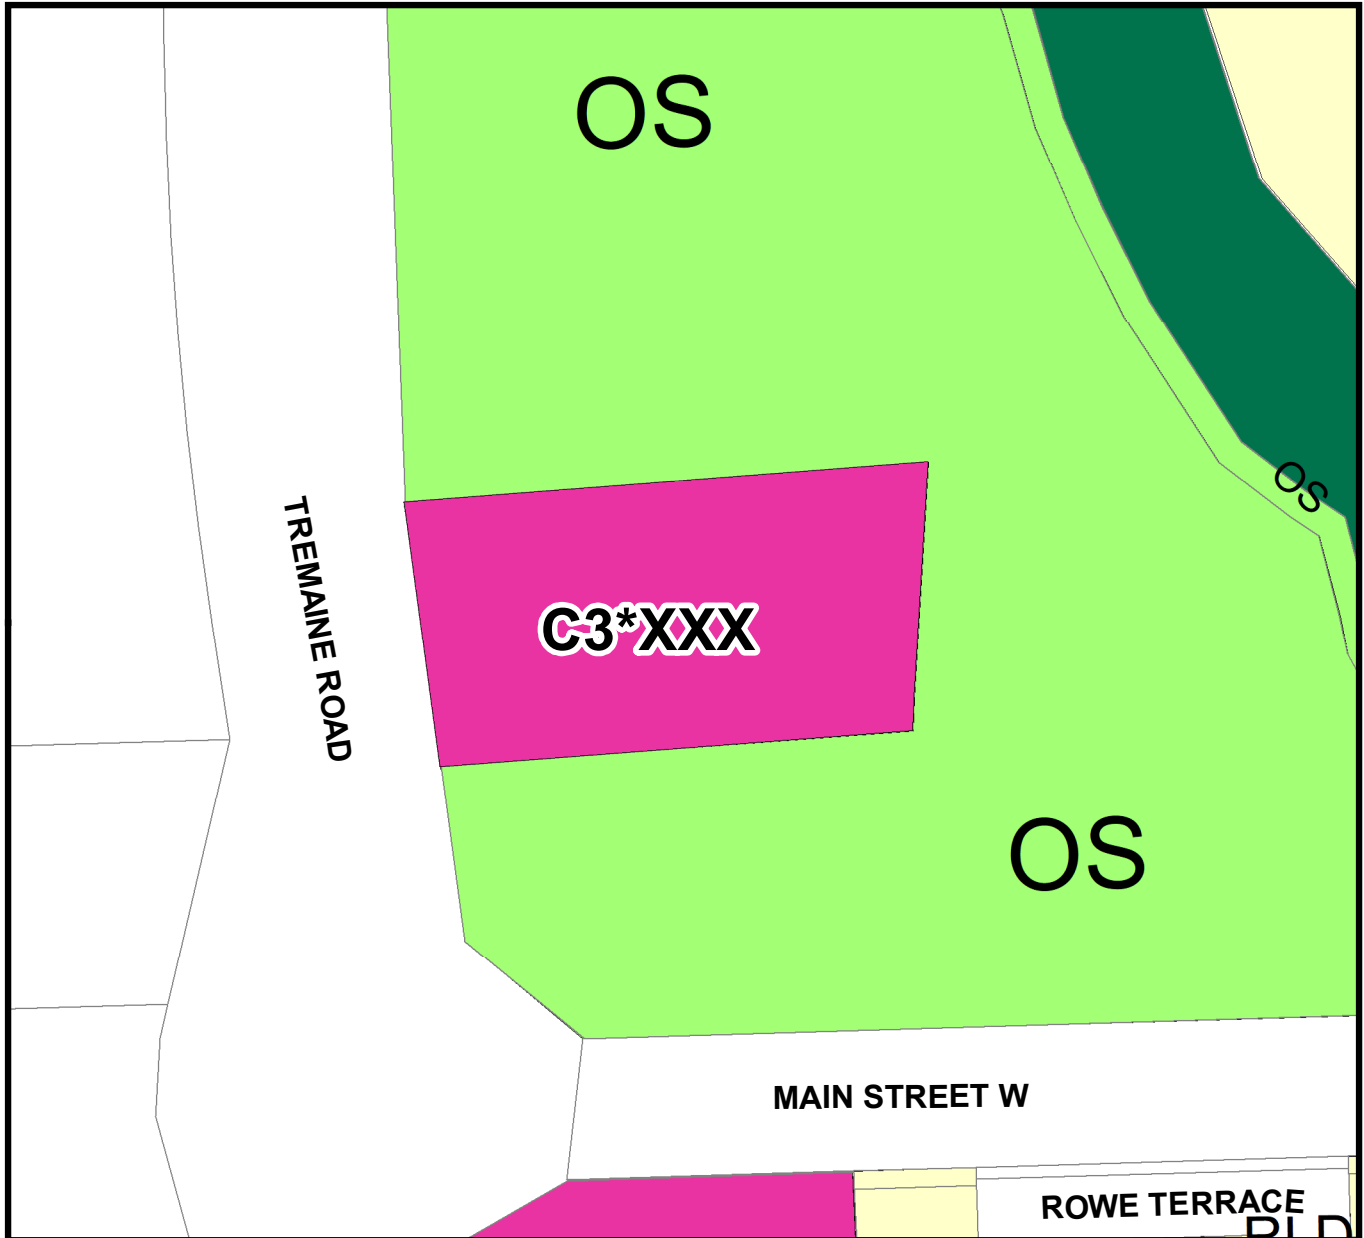 OS
OS
TREMAINE ROAD
C3*XXX
OS
MAIN STREET W
ROWE TERRACE